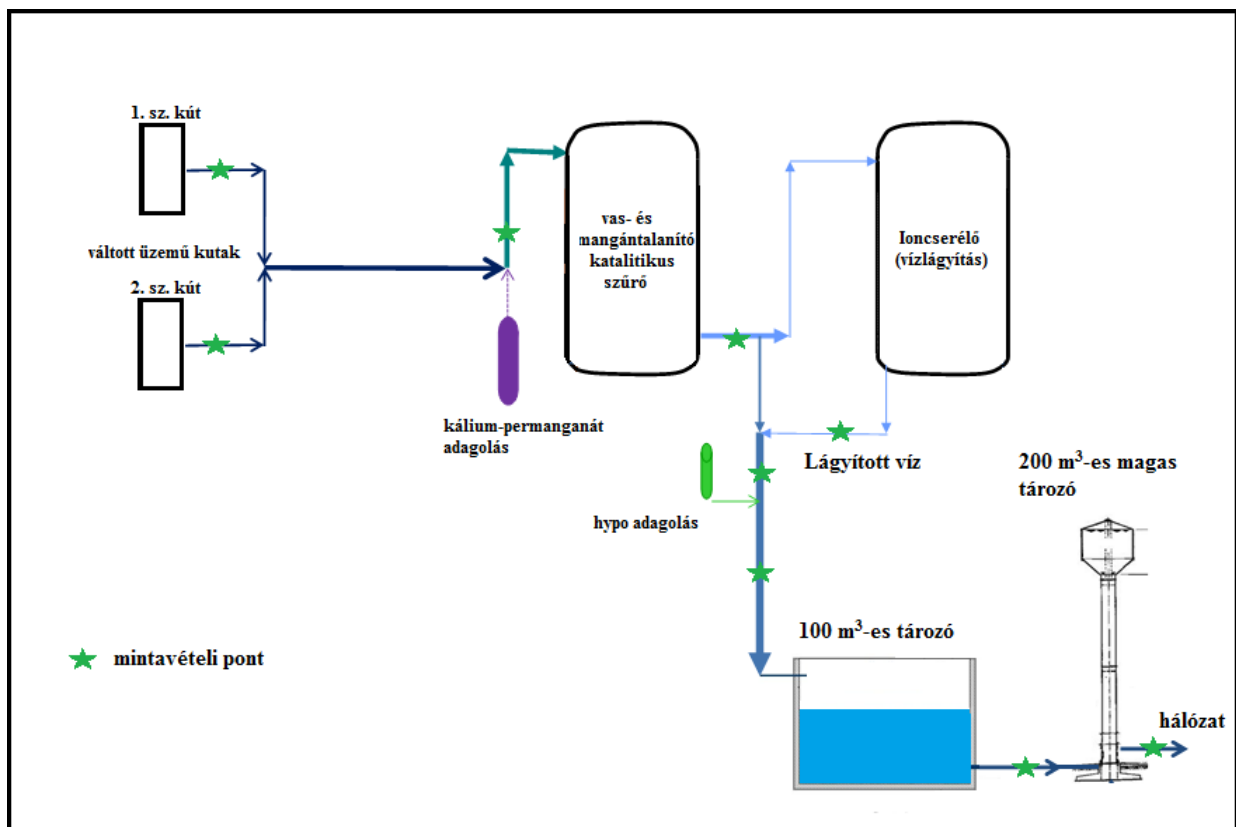 1. sz. kút
váltott üzemű kutak
2. sz. kút
kálium-permanganát
adagolás
vas- és
mangántalanító
katalitikus
szűrő
Ioncserélő
(vízlágyítás)
Lágyított víz
hypo adagolás
200 m³-es magas
tározó
100 m³-es tározó
hálózat
mintavételi pont